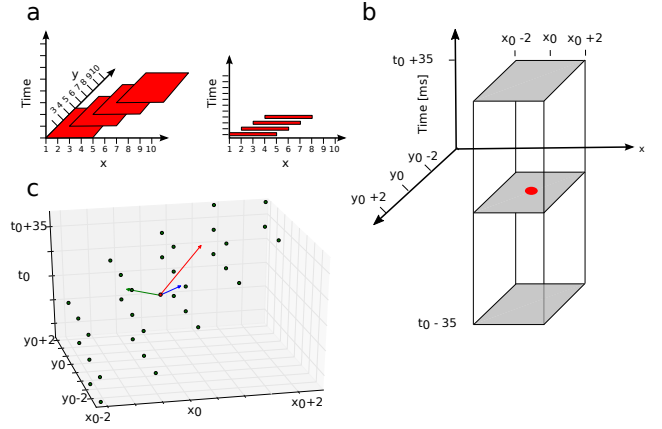 a
Time
y
3 4 5 6 7 8 9 10
1 2 3 4 5 6 7 8 9 10
x
Time
1 2 3 4 5 6 7 8 9 10
x
b
x0 -2 x0 x0 +2
t0 +35
Time [ms]
x
y0 -2
y0
y0 +2
t0 - 35
c
t0+35
t0
y0+2
y0
y0-2
x0-2
x0
x0+2